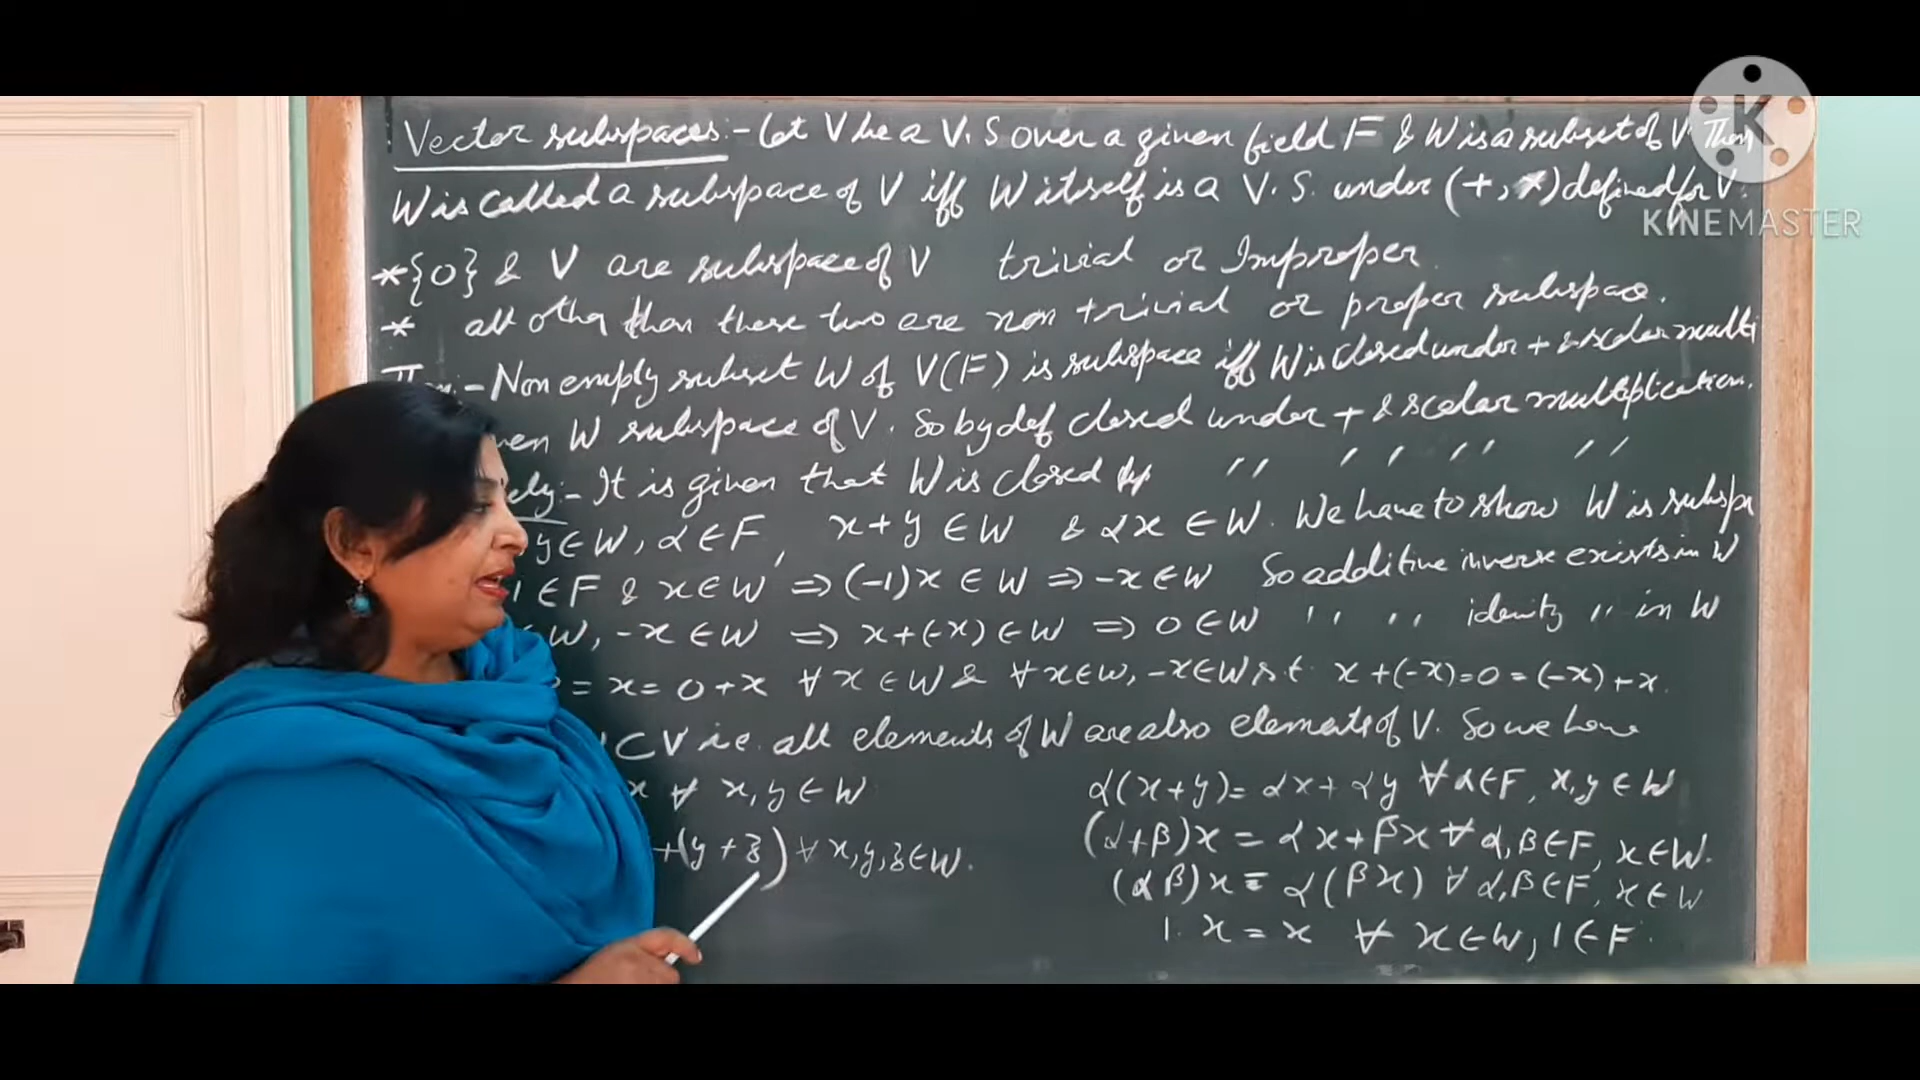 Vector subspaces:- Let V be a V.S over a given field F & W is a subset of V. Then
W is called a subspace of V iff W itself is a V.S. under (+, *) defined for V.
KINEMASTER
*{0} & V are subspace of V trivial or Improper
* all other than these two are non trivial or proper subspace.
:- Non empty subset W of V(F) is subspace iff W is closed under + & scalar multi
W subspace of V. So by def closed under + & scalar multiplication.
:- It is given that W is closed " " " "
y ∈ W, α ∈ F, x+y ∈ W & αx ∈ W. We have to show W is subspa
1 ∈ F & x ∈ W ⇒ (-1)x ∈ W ⇒ -x ∈ W So additive inverse exists in W
W, -x ∈ W ⇒ x+(-x) ∈ W ⇒ 0 ∈ W " " idenity " in W
= x = 0+x ∀ x ∈ W & ∀ x ∈ W, -x ∈ W s.t. x+(-x)=0=(-x)+x.
⊂ V i.e. all elements of W are also elements of V. So we have
x ∀ x, y ∈ W
+(y+z) ∀ x,y,z ∈ W.
α(x+y)= αx+ αy ∀ α ∈ F, x,y ∈ W
(α+β)x = αx+βx ∀ α,β ∈ F, x ∈ W.
(αβ)x = α(βx) ∀ α,β ∈ F, x ∈ W
1. x = x ∀ x ∈ W, 1 ∈ F.